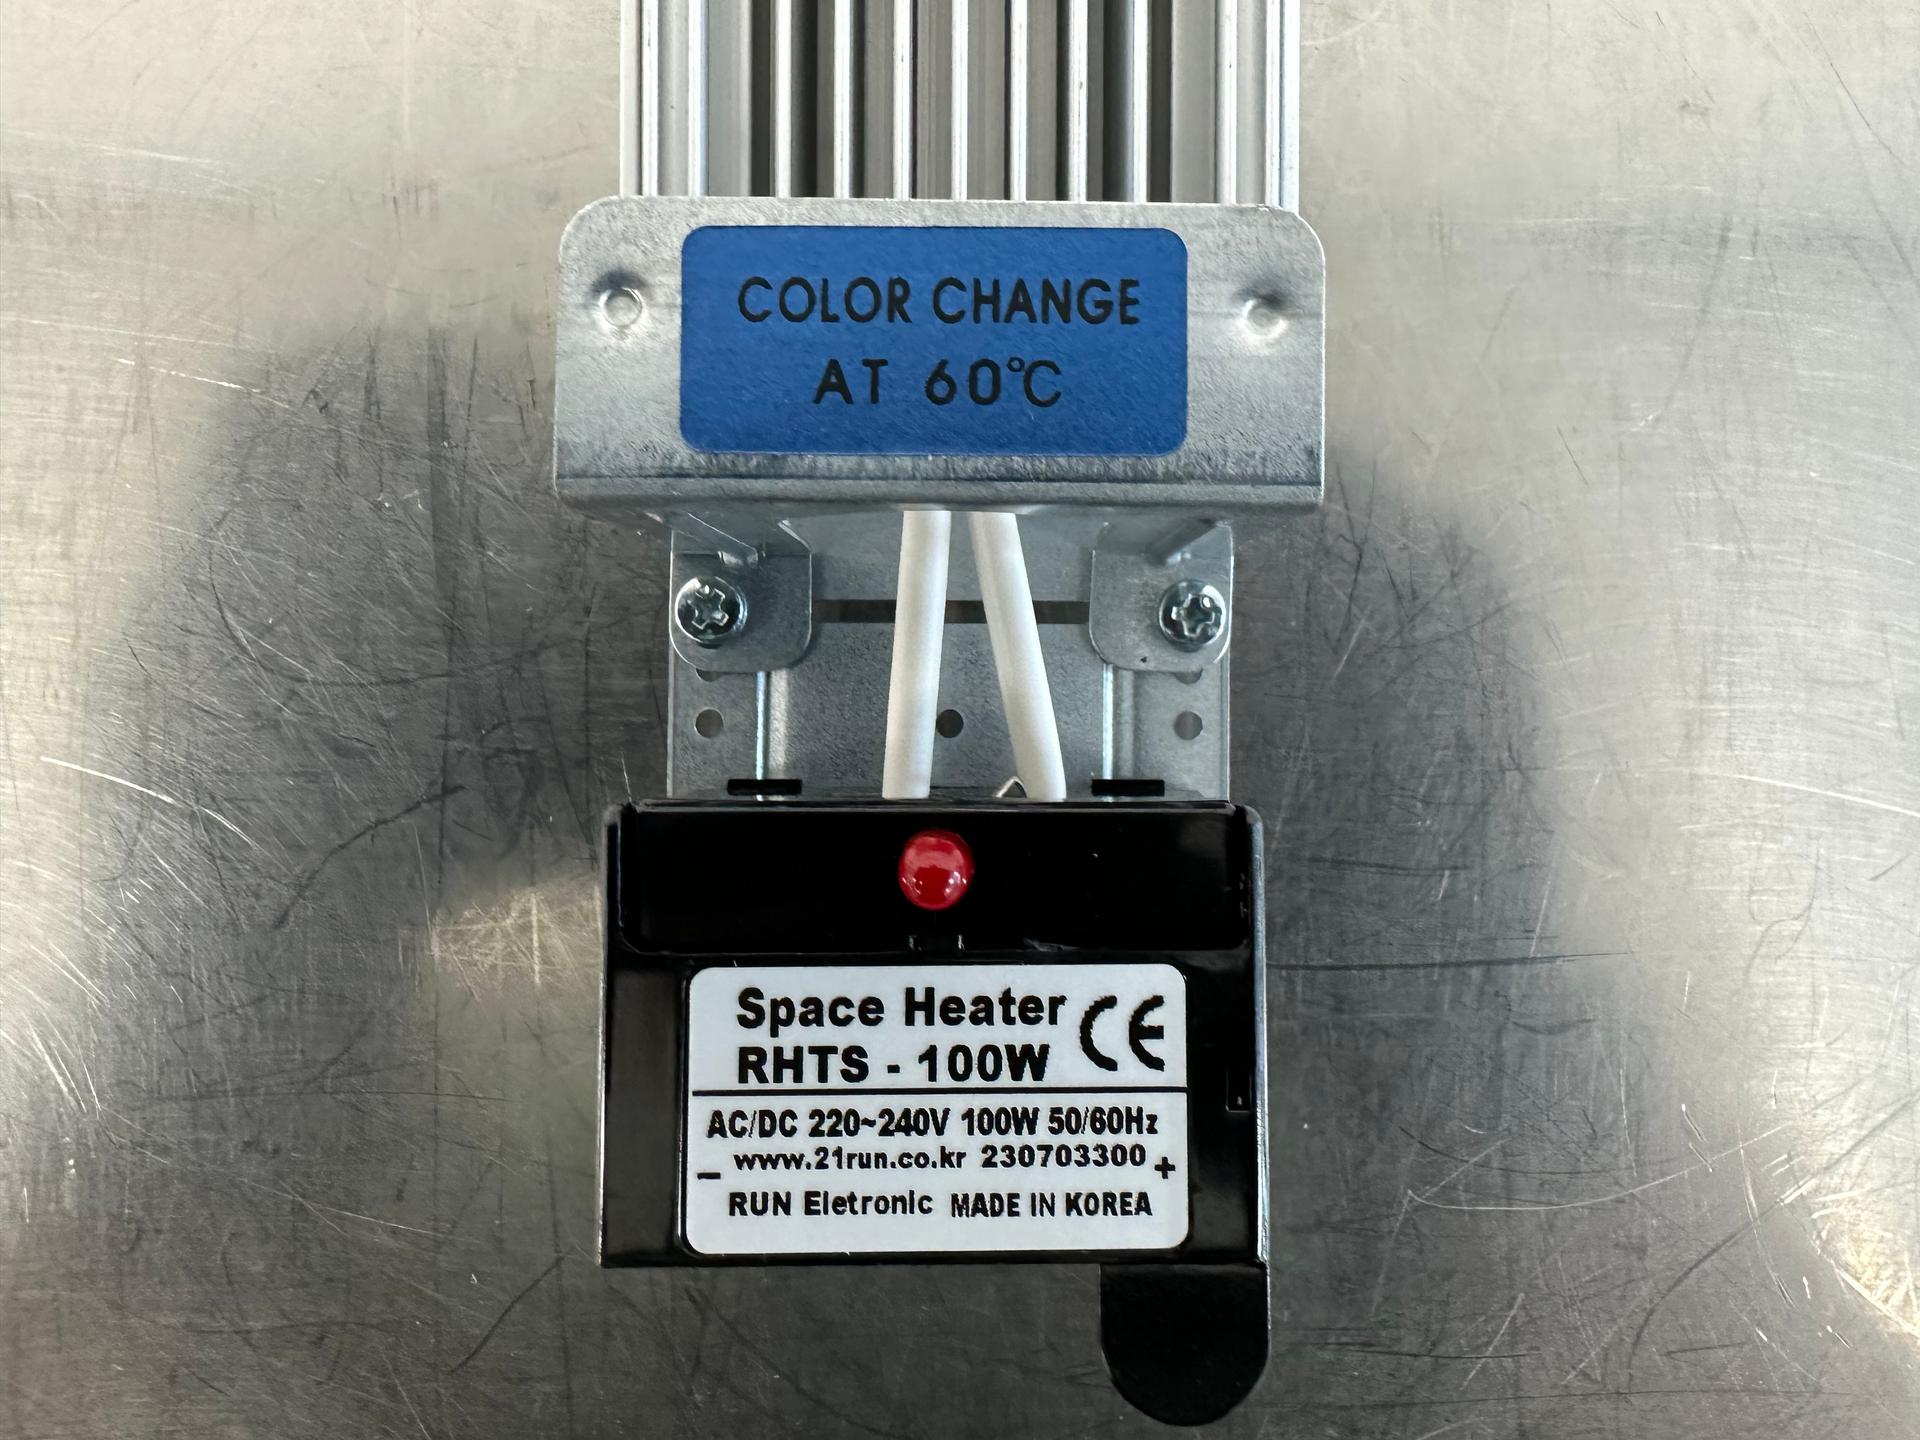 COLOR CHANGE
AT 60℃
Space Heater CE
RHTS - 100W
AC/DC 220~240V 100W 50/60Hz
www.21run.co.kr 230703300
- +
RUN Eletronic MADE IN KOREA